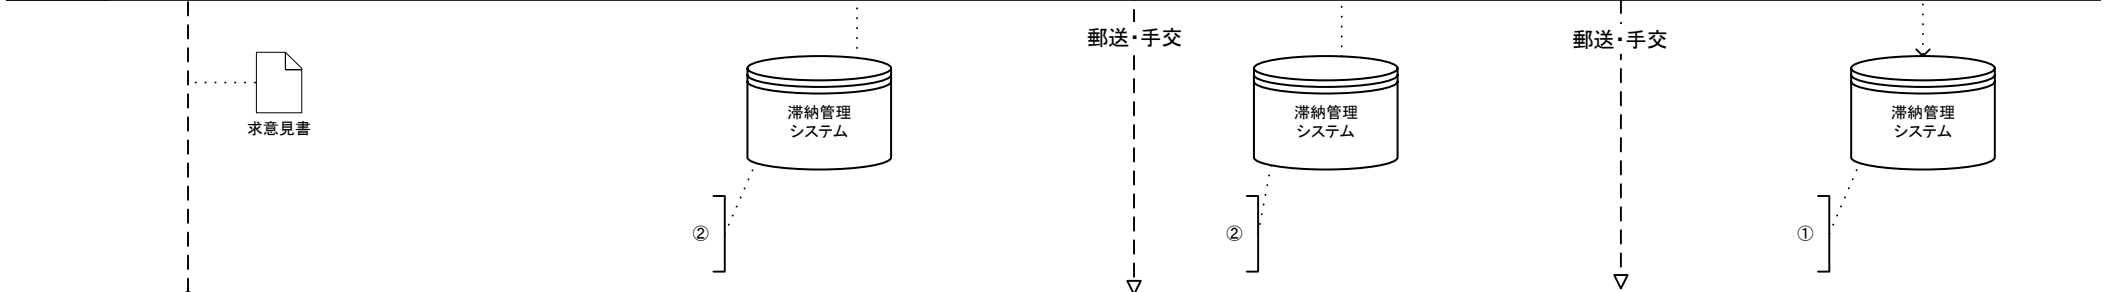 郵送・手交
郵送・手交
求意見書
滞納管理
システム
滞納管理
システム
滞納管理
システム
②
②
①